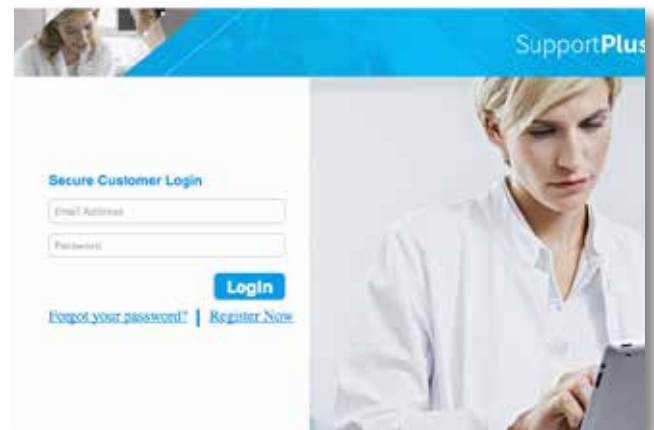 SupportPlus
Secure Customer Login
Email Address
Password
Login
Forgot your password? | Register Now